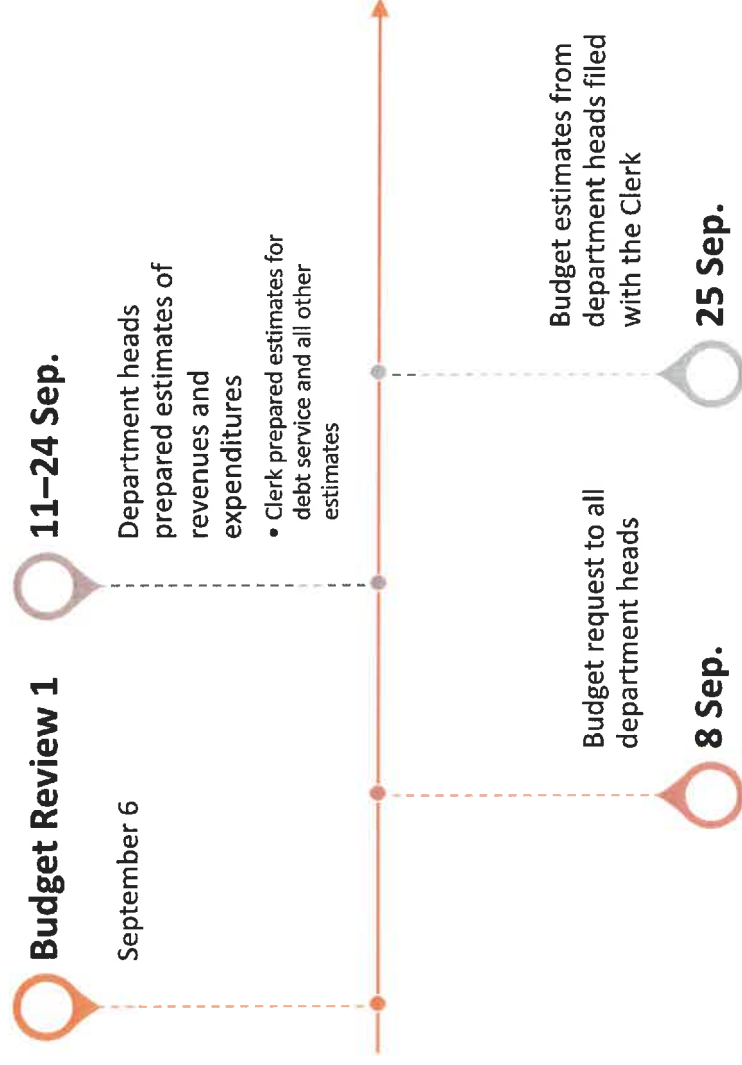 Budget Review 1
September 6
8 Sep.
Budget request to all
department heads
11–24 Sep.
Department heads
prepared estimates of
revenues and
expenditures
• Clerk prepared estimates for
debt service and all other
estimates
25 Sep.
Budget estimates from
department heads filed
with the Clerk